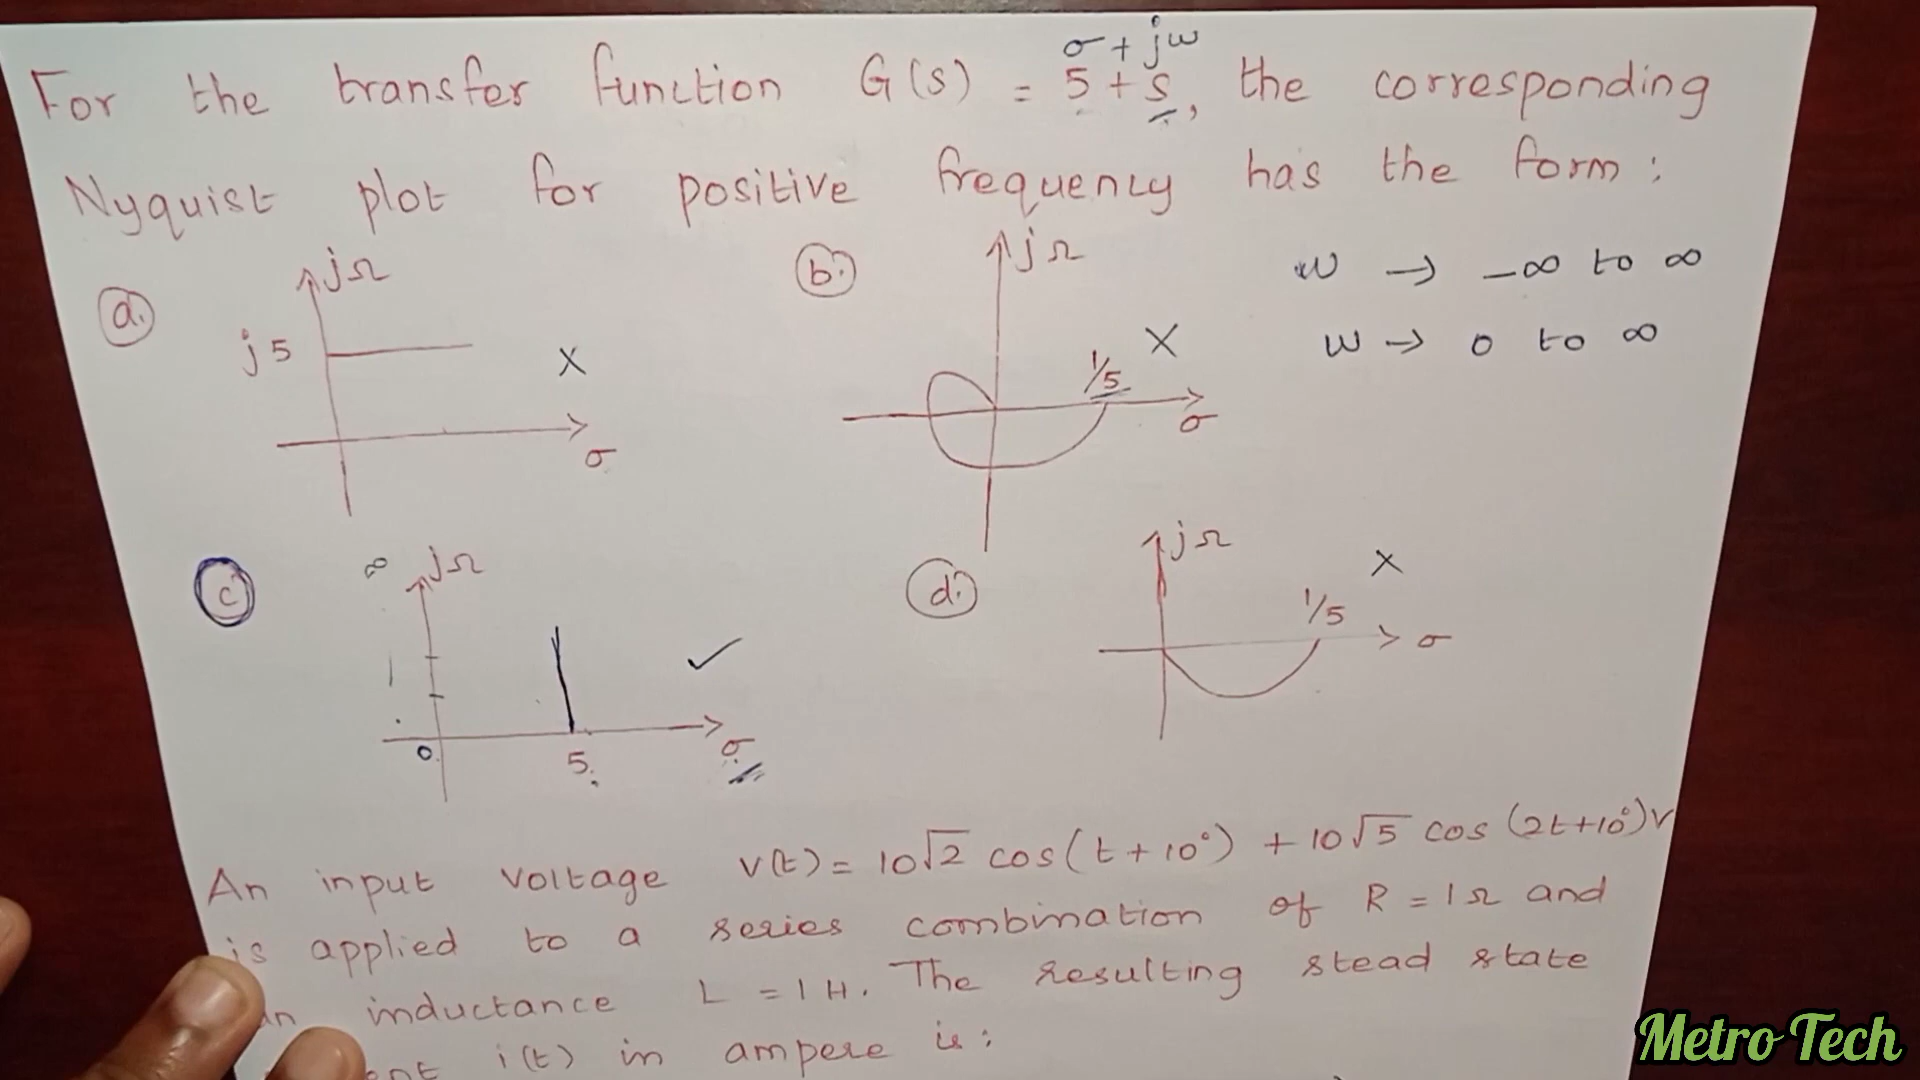 σ + jω
For the transfer function G(s) = 5 + s, the corresponding
Nyquist plot for positive frequency has the form:
a. jΩ
j5
X
σ
b. jΩ
X
1/5
σ
ω → -∞ to ∞
ω → 0 to ∞
c
∞ jΩ
✓
0 5 σ
d. jΩ
X
1/5
σ
An input voltage v(t) = 10√2 cos(t+10°) + 10√5 cos(2t+10°)V
is applied to a series combination of R = 1Ω and
an inductance L = 1H. The resulting stead state
i(t) in ampere is:
Metro Tech